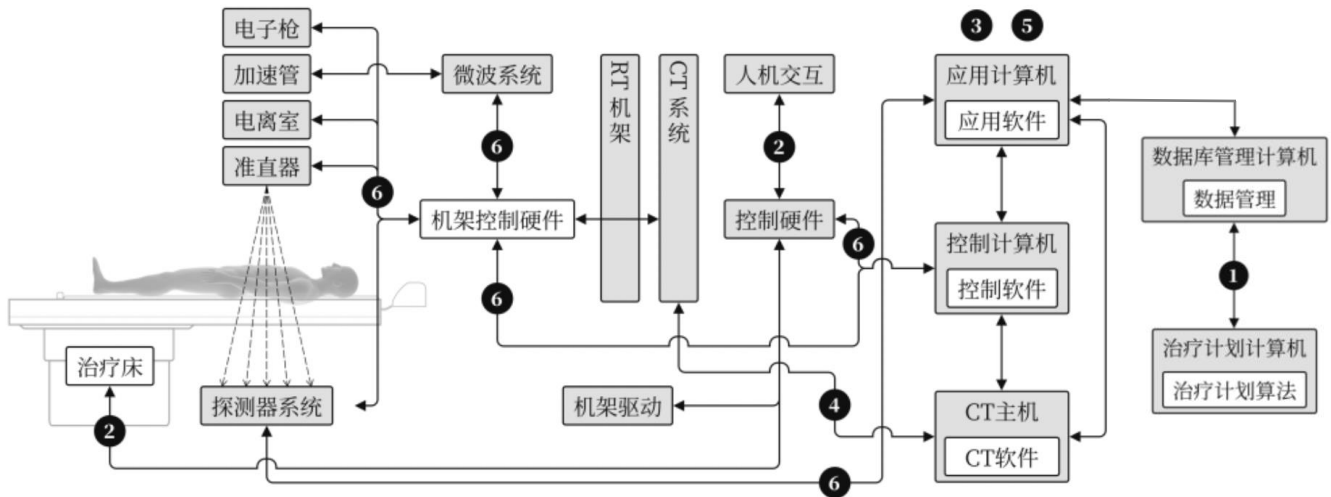 3
5
电子枪
加速管
微波系统
RT 机架
CT 系统
人机交互
应用计算机
应用软件
电离室
6
2
准直器
数据库管理计算机
数据管理
6
机架控制硬件
控制硬件
6
控制计算机
控制软件
6
1
治疗床
治疗计划计算机
治疗计划算法
探测器系统
机架驱动
4
CT主机
CT软件
2
6